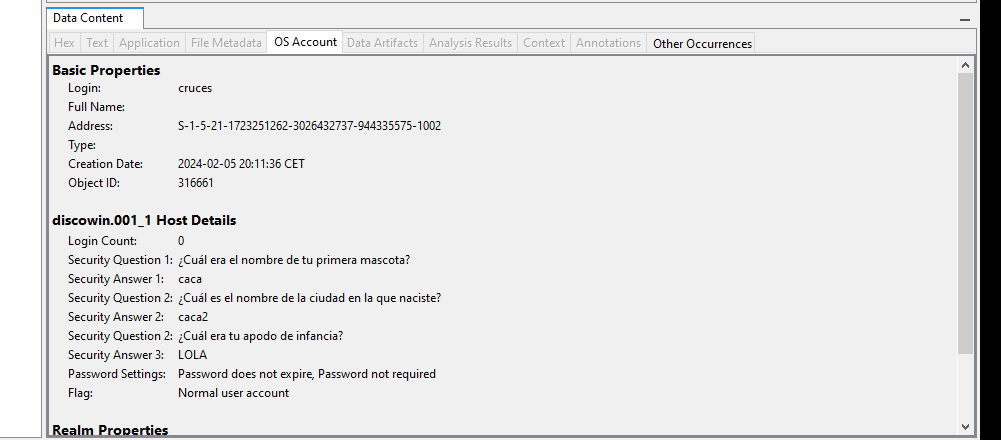 Data Content
Hex Text Application File Metadata OS Account Data Artifacts Analysis Results Context Annotations Other Occurrences
Basic Properties
Login: cruces
Full Name:
Address: S-1-5-21-1723251262-3026432737-944335575-1002
Type:
Creation Date: 2024-02-05 20:11:36 CET
Object ID: 316661
discowin.001_1 Host Details
Login Count: 0
Security Question 1: ¿Cuál era el nombre de tu primera mascota?
Security Answer 1: caca
Security Question 2: ¿Cuál es el nombre de la ciudad en la que naciste?
Security Answer 2: caca2
Security Question 2: ¿Cuál era tu apodo de infancia?
Security Answer 3: LOLA
Password Settings: Password does not expire, Password not required
Flag: Normal user account
Realm Properties